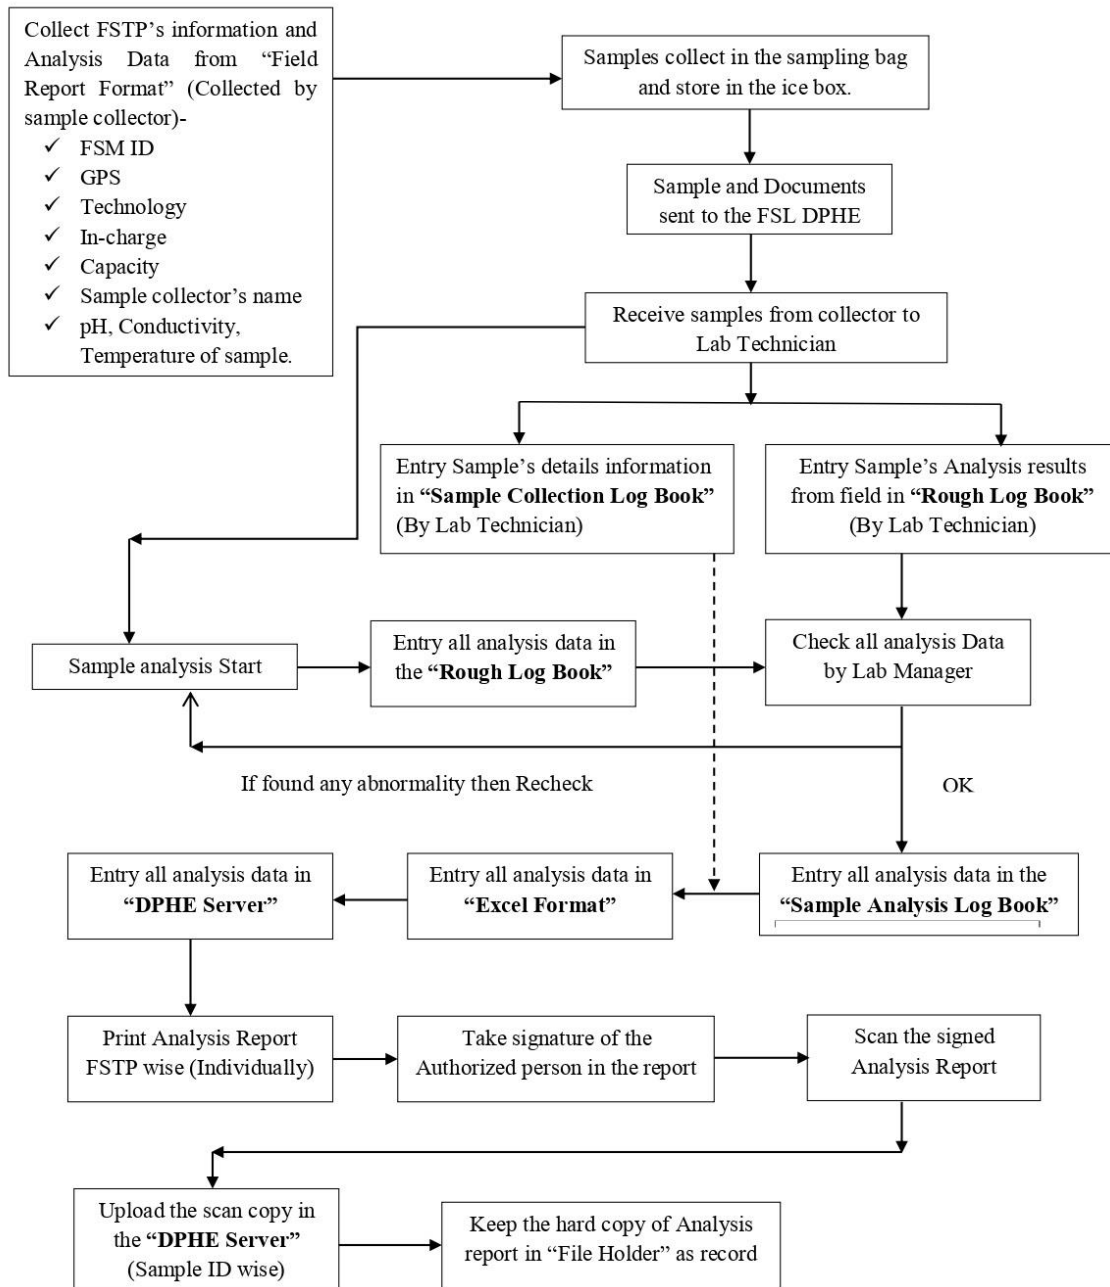 Collect FSTP’s information and
Analysis Data from “Field
Report Format” (Collected by
sample collector)-
✓ FSM ID
✓ GPS
✓ Technology
✓ In-charge
✓ Capacity
✓ Sample collector’s name
✓ pH, Conductivity,
Temperature of sample.
Samples collect in the sampling bag
and store in the ice box.
Sample and Documents
sent to the FSL DPHE
Receive samples from collector to
Lab Technician
Entry Sample’s details information
in “Sample Collection Log Book”
(By Lab Technician)
Entry Sample’s Analysis results
from field in “Rough Log Book”
(By Lab Technician)
Sample analysis Start
Entry all analysis data in
the “Rough Log Book”
Check all analysis Data
by Lab Manager
If found any abnormality then Recheck
OK
Entry all analysis data in
“DPHE Server”
Entry all analysis data in
“Excel Format”
Entry all analysis data in the
“Sample Analysis Log Book”
Print Analysis Report
FSTP wise (Individually)
Take signature of the
Authorized person in the report
Scan the signed
Analysis Report
Upload the scan copy in
the “DPHE Server”
(Sample ID wise)
Keep the hard copy of Analysis
report in “File Holder” as record